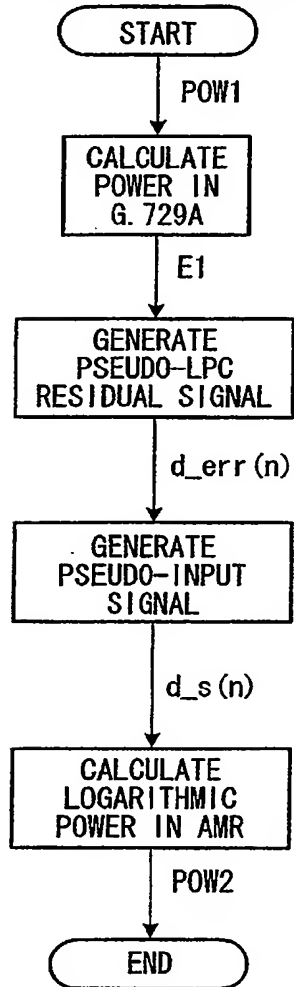 START
POW1
CALCULATE
POWER IN
G.729A
E1
GENERATE
PSEUDO-LPC
RESIDUAL SIGNAL
d_err(n)
GENERATE
PSEUDO-INPUT
SIGNAL
d_s(n)
CALCULATE
LOGARITHMIC
POWER IN AMR
POW2
END